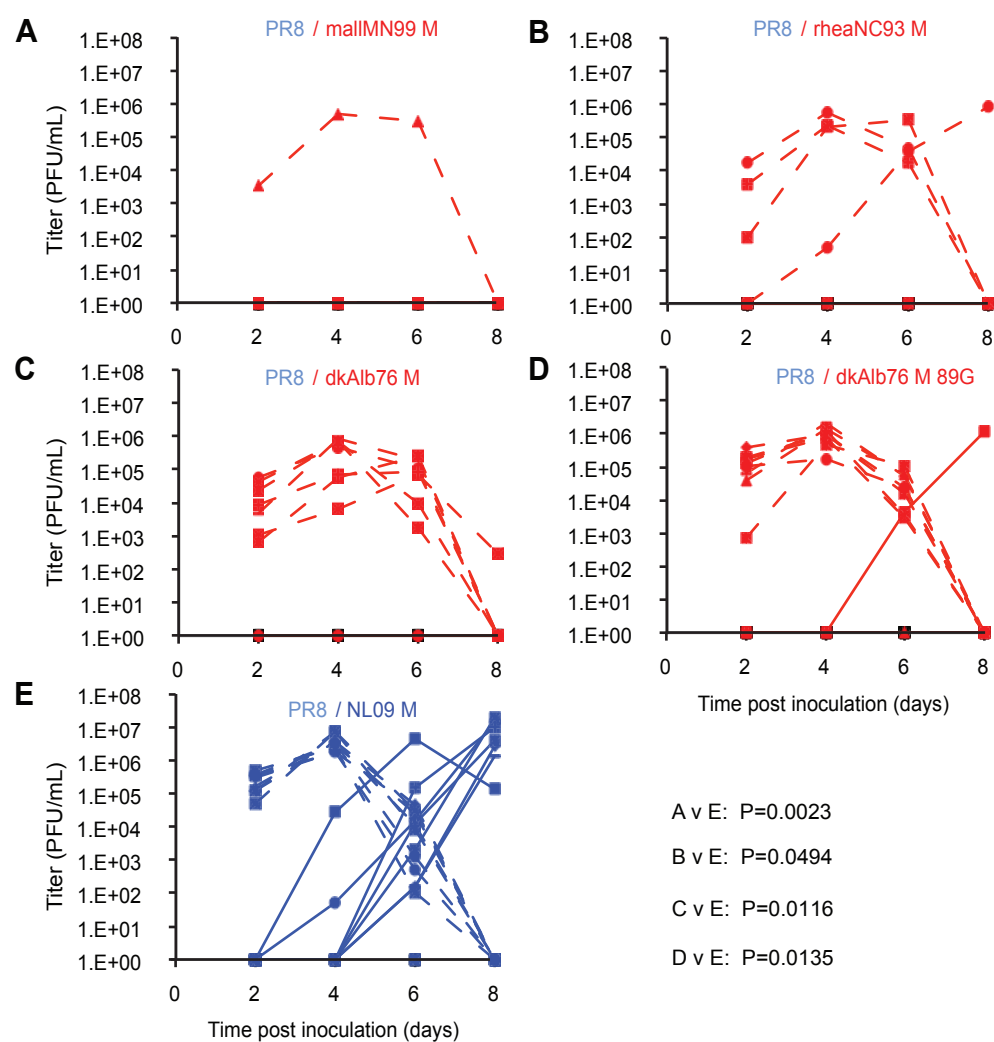 A
PR8 / mallMN99 M
Titer (PFU/mL)
1.E+08
1.E+07
1.E+06
1.E+05
1.E+04
1.E+03
1.E+02
1.E+01
1.E+00
0 2 4 6 8
B
PR8 / rheaNC93 M
1.E+08
1.E+07
1.E+06
1.E+05
1.E+04
1.E+03
1.E+02
1.E+01
1.E+00
0 2 4 6 8
C
PR8 / dkAlb76 M
Titer (PFU/mL)
1.E+08
1.E+07
1.E+06
1.E+05
1.E+04
1.E+03
1.E+02
1.E+01
1.E+00
0 2 4 6 8
D
PR8 / dkAlb76 M 89G
1.E+08
1.E+07
1.E+06
1.E+05
1.E+04
1.E+03
1.E+02
1.E+01
1.E+00
0 2 4 6 8
Time post inoculation (days)
E
PR8 / NL09 M
Titer (PFU/mL)
1.E+08
1.E+07
1.E+06
1.E+05
1.E+04
1.E+03
1.E+02
1.E+01
1.E+00
0 2 4 6 8
Time post inoculation (days)
A v E: P=0.0023
B v E: P=0.0494
C v E: P=0.0116
D v E: P=0.0135